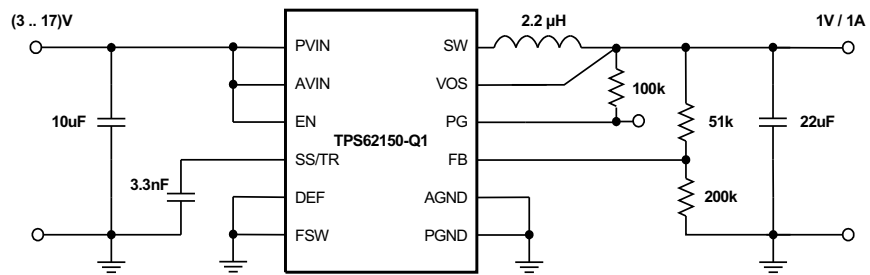 (3 .. 17)V
2.2 µH
1V / 1A
PVIN
SW
AVIN
VOS
100k
10uF
EN
PG
51k
22uF
TPS62150-Q1
SS/TR
FB
3.3nF
DEF
AGND
200k
FSW
PGND